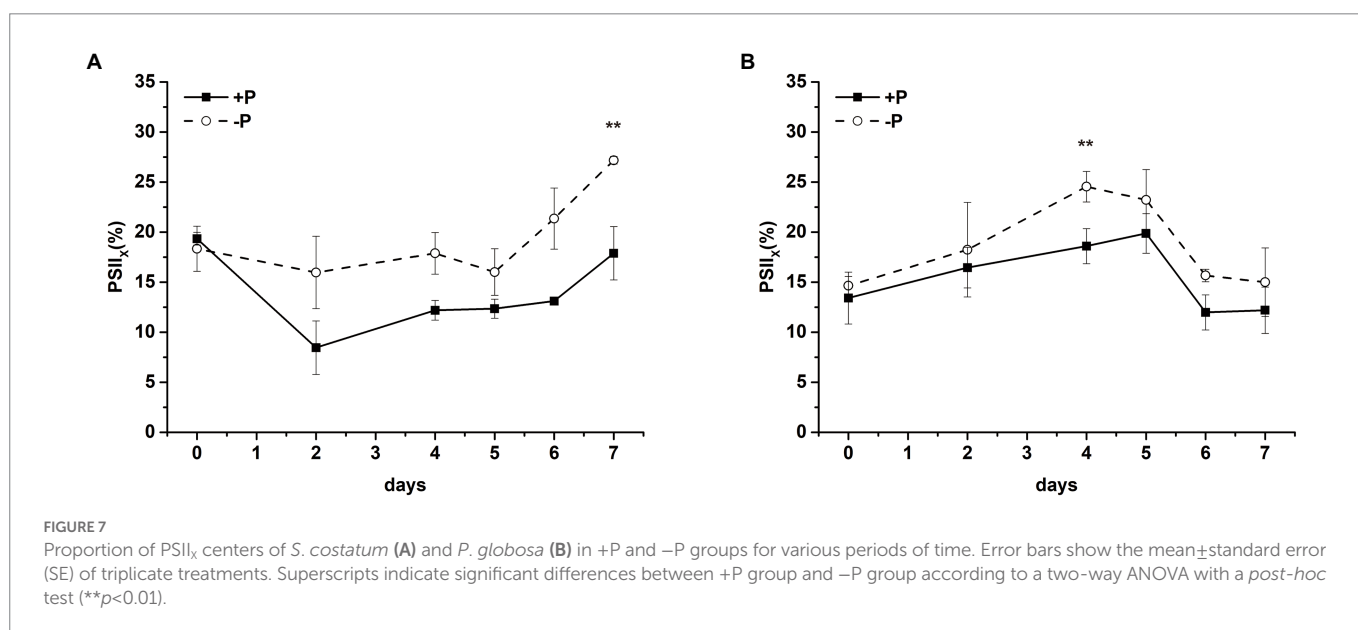 A
35
30
25
20
15
10
5
0
PSIIX(%)
+P
-P
**
0 1 2 3 4 5 6 7
days
B
35
30
25
20
15
10
5
0
PSIIX(%)
+P
-P
**
0 1 2 3 4 5 6 7
days
FIGURE 7
Proportion of PSIIX centers of S. costatum (A) and P. globosa (B) in +P and −P groups for various periods of time. Error bars show the mean±standard error
(SE) of triplicate treatments. Superscripts indicate significant differences between +P group and −P group according to a two-way ANOVA with a post-hoc
test (**p<0.01).